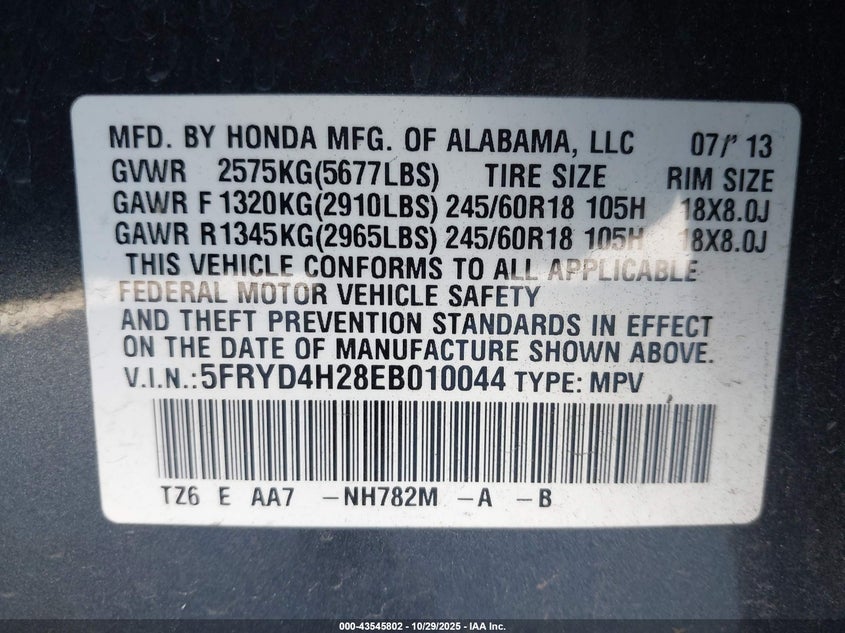 MFD. BY HONDA MFG. OF ALABAMA, LLC 07/' 13
GVWR 2575KG(5677LBS) TIRE SIZE RIM SIZE
GAWR F 1320KG(2910LBS) 245/60R18 105H 18X8.0J
GAWR R1345KG(2965LBS) 245/60R18 105H 18X8.0J
THIS VEHICLE CONFORMS TO ALL APPLICABLE
FEDERAL MOTOR VEHICLE SAFETY
AND THEFT PREVENTION STANDARDS IN EFFECT
ON THE DATE OF MANUFACTURE SHOWN ABOVE.
V.I.N.:5FRYD4H28EB010044 TYPE: MPV
TZ6 E AA7 -NH782M -A -B
000-43545802 - 10/29/2025 - IAA Inc.